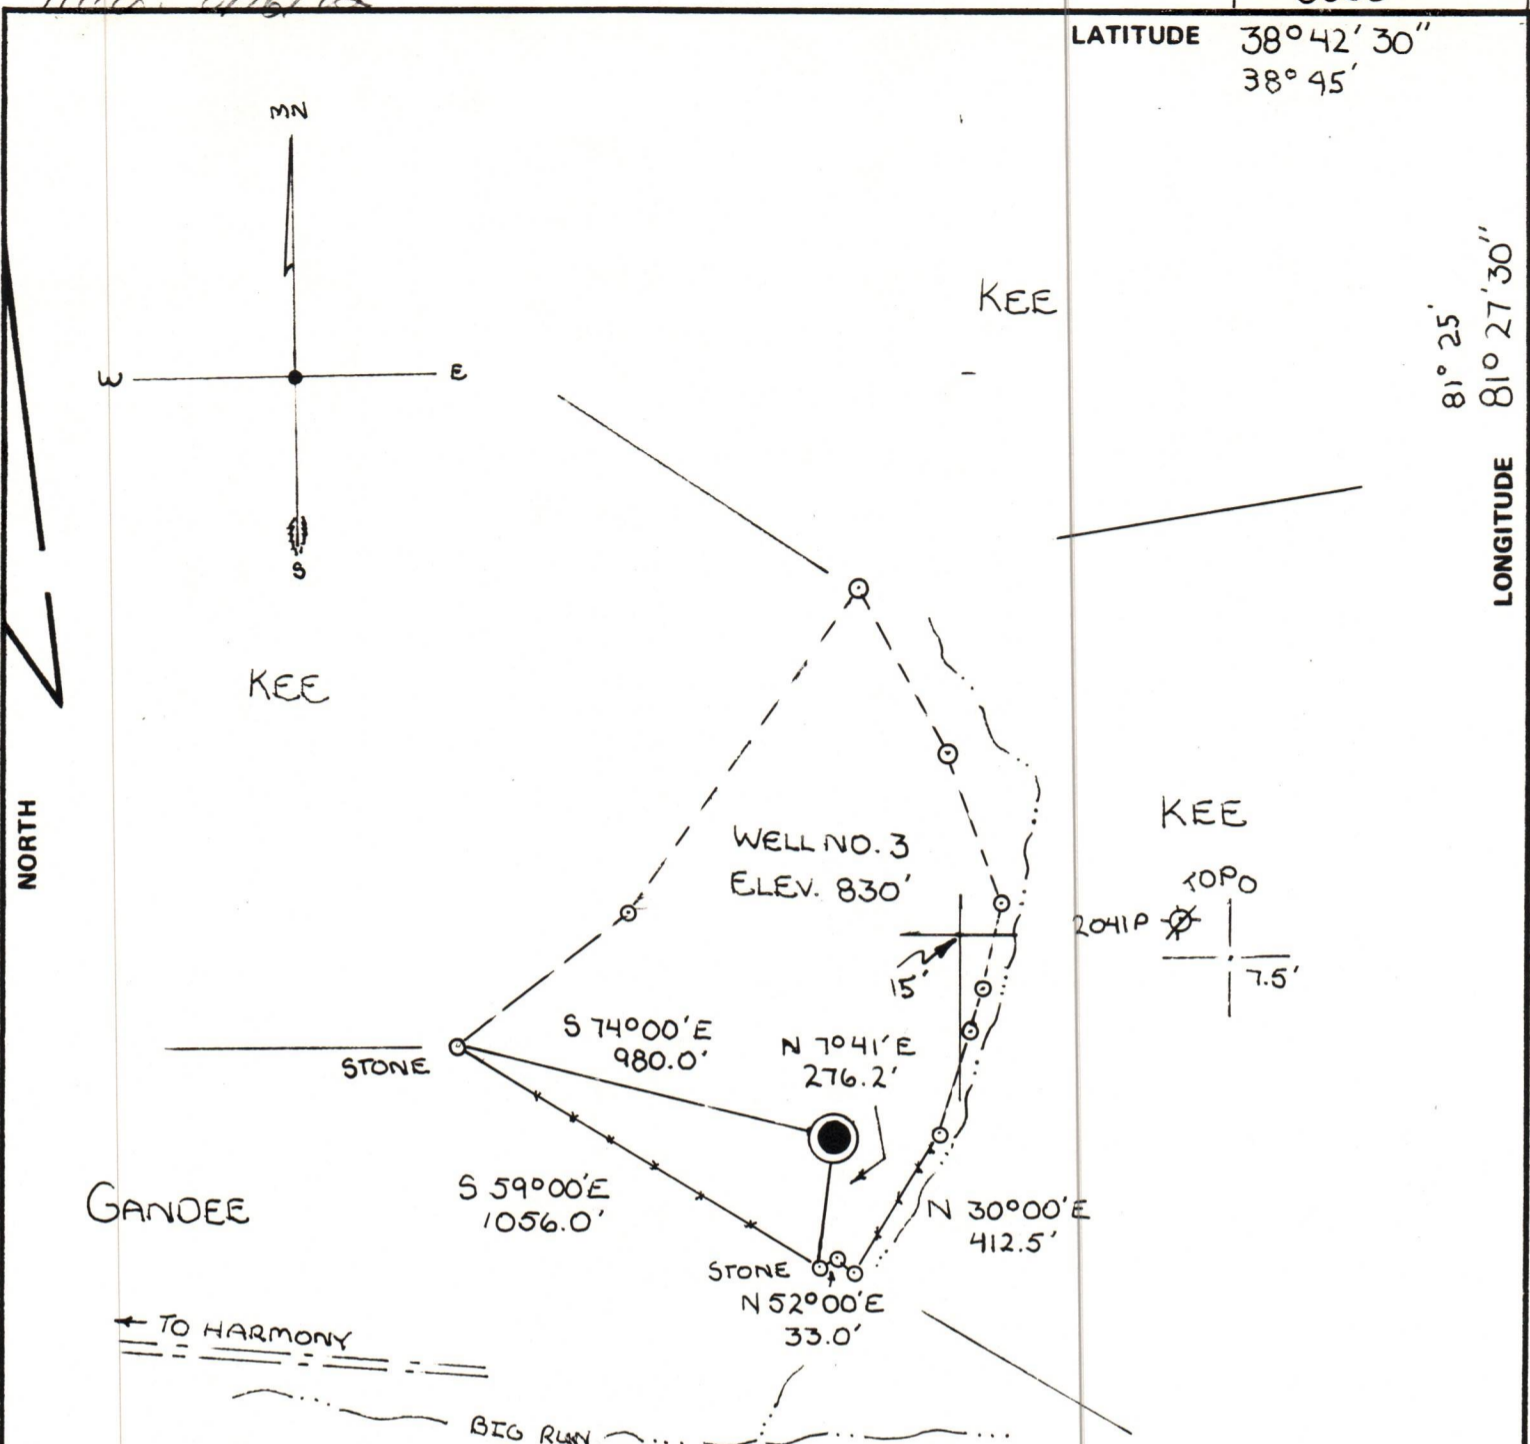 LATITUDE 38° 42' 30"
38° 45'
MN
KEE
81° 25'
LONGITUDE 81° 27' 30"
W
E
S
KEE
NORTH
KEE
WELL NO. 3
ELEV. 830'
TOPO
2041P
7.5'
15'
S 74°00'E
980.0'
N 7°41'E
276.2'
STONE
S 59°00'E
1056.0'
GANDEE
N 30°00'E
412.5'
STONE
N 52°00'E
33.0'
TO HARMONY
BIG RUN